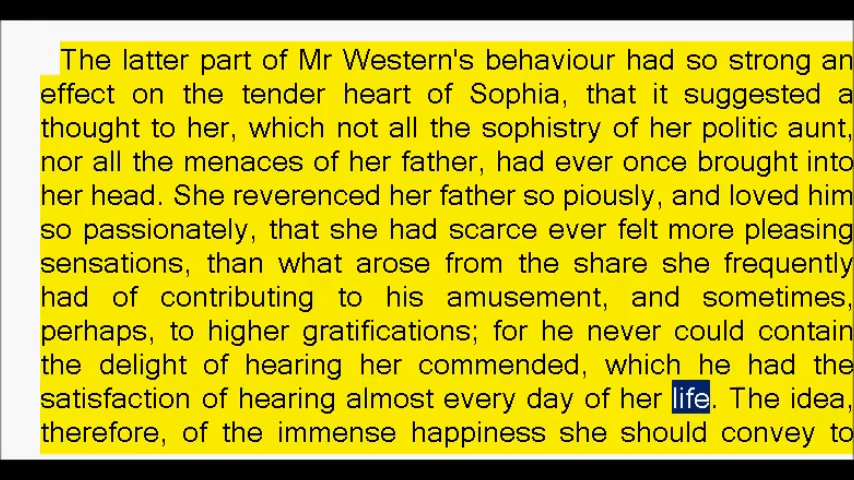 The latter part of Mr Western's behaviour had so strong an
effect on the tender heart of Sophia, that it suggested a
thought to her, which not all the sophistry of her politic aunt,
nor all the menaces of her father, had ever once brought into
her head. She reverenced her father so piously, and loved him
so passionately, that she had scarce ever felt more pleasing
sensations, than what arose from the share she frequently
had of contributing to his amusement, and sometimes,
perhaps, to higher gratifications; for he never could contain
the delight of hearing her commended, which he had the
satisfaction of hearing almost every day of her life. The idea,
therefore, of the immense happiness she should convey to